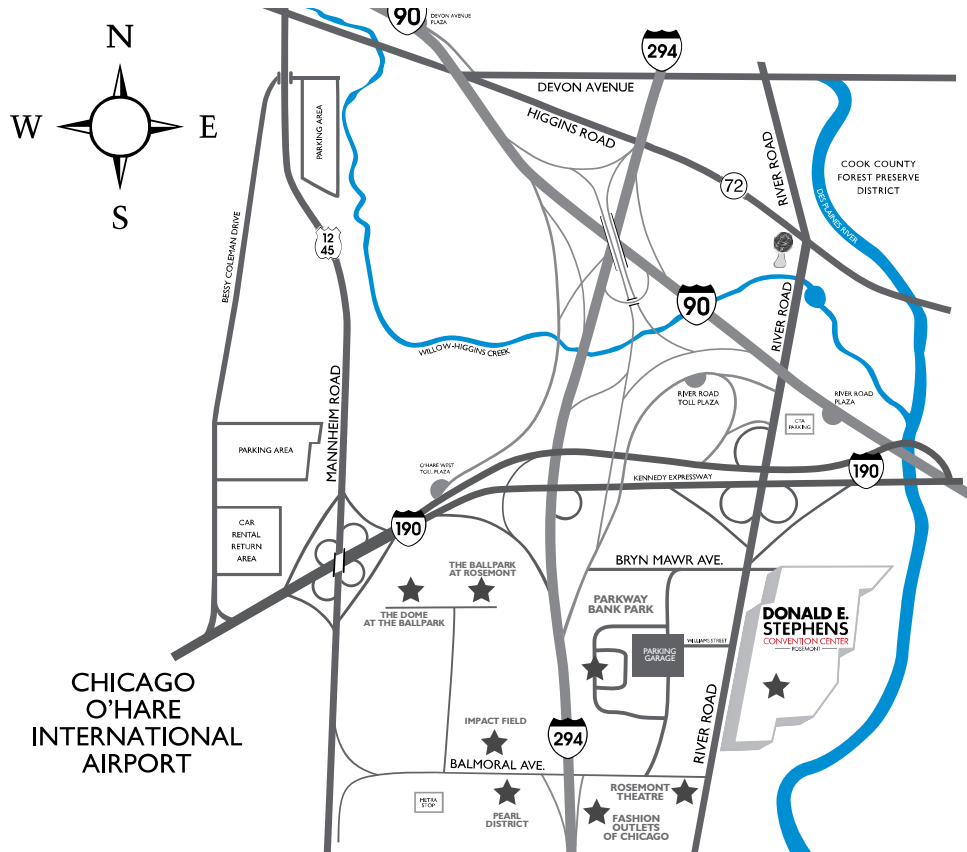 N
W
E
S
90
DEVON AVENUE
PLAZA
294
DEVON AVENUE
HIGGINS ROAD
72
RIVER ROAD
COOK COUNTY
FOREST PRESERVE
DISTRICT
DES PLAINES RIVER
PARKING AREA
12
45
BESSY COLEMAN DRIVE
90
RIVER ROAD
WILLOW-HIGGINS CREEK
MANNHEIM ROAD
RIVER ROAD
TOLL PLAZA
RIVER ROAD
PLAZA
CTA
PARKING
PARKING AREA
O'HARE WEST
TOLL PLAZA
KENNEDY EXPRESSWAY
190
190
CAR
RENTAL
RETURN
AREA
THE BALLPARK
AT ROSEMONT
BRYN MAWR AVE.
THE DOME
AT THE BALLPARK
PARKWAY
BANK PARK
DONALD E.
STEPHENS
CONVENTION CENTER
ROSEMONT
WILLIAMS STREET
PARKING
GARAGE
CHICAGO
O'HARE
INTERNATIONAL
AIRPORT
RIVER ROAD
IMPACT FIELD
294
BALMORAL AVE.
METRA
STOP
PEARL
DISTRICT
ROSEMONT
THEATRE
FASHION
OUTLETS
OF CHICAGO